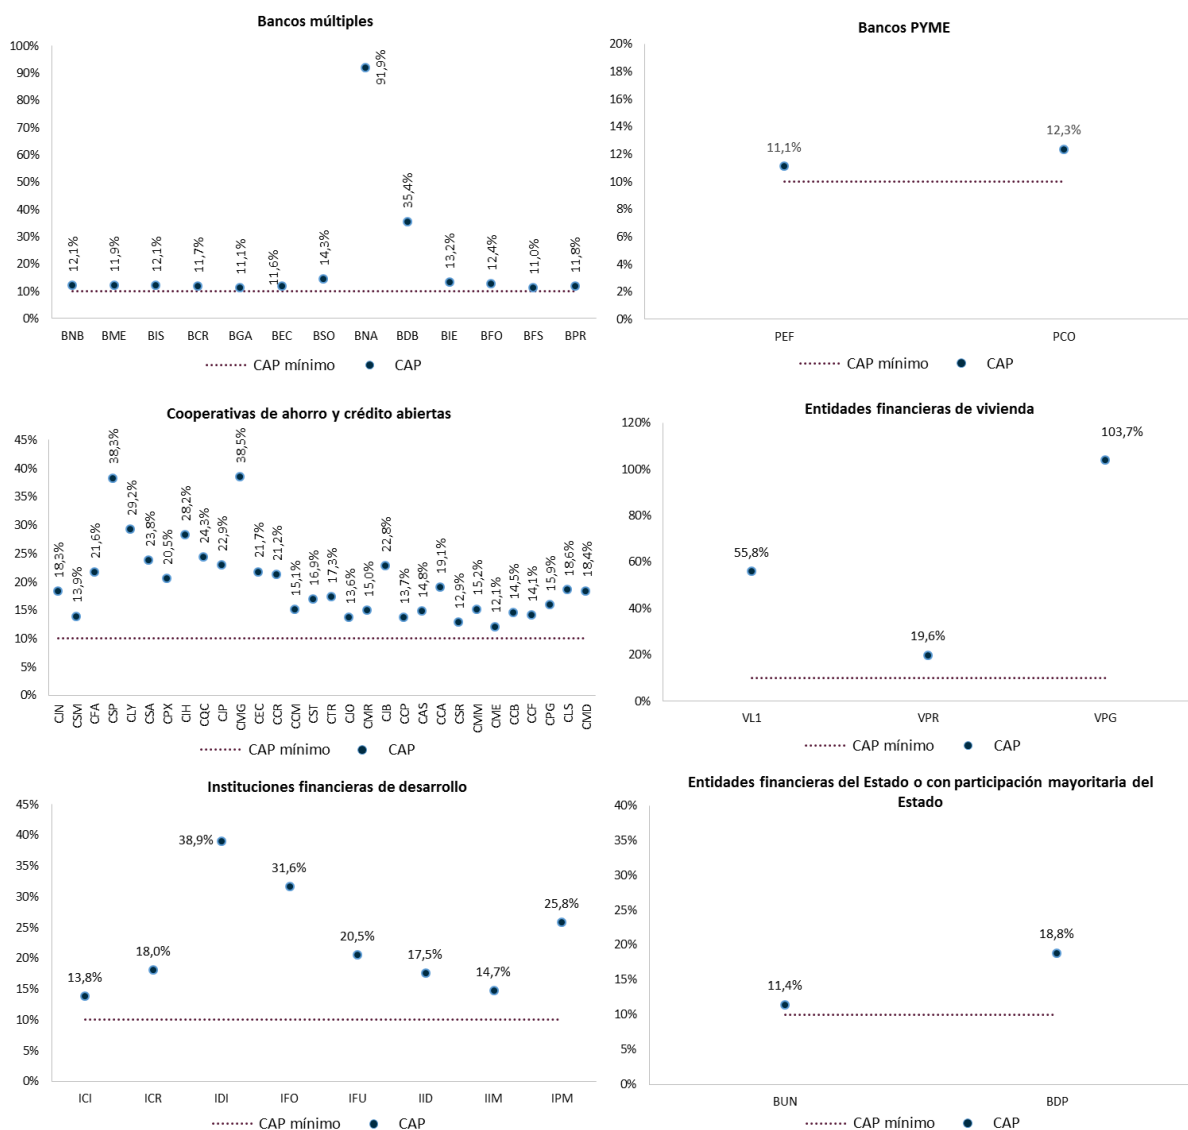 Bancos múltiples
100%
90%
80%
70%
60%
50%
40%
30%
20%
10%
0%
12,1%
11,9%
12,1%
11,7%
11,1%
11,6%
14,3%
91,9%
35,4%
13,2%
12,4%
11,0%
11,8%
BNB BME BIS BCR BGA BEC BSO BNA BDB BIE BFO BFS BPR
CAP mínimo CAP
Bancos PYME
20%
18%
16%
14%
12%
10%
8%
6%
4%
2%
0%
11,1%
12,3%
PEF PCO
CAP mínimo CAP
Cooperativas de ahorro y crédito abiertas
45%
40%
35%
30%
25%
20%
15%
10%
5%
0%
18,3%
13,9%
21,6%
38,3%
29,2%
23,8%
20,5%
28,2%
24,3%
22,9%
38,5%
21,7%
21,2%
15,1%
16,9%
17,3%
13,6%
15,0%
22,8%
13,7%
14,8%
19,1%
12,9%
15,2%
12,1%
14,5%
14,1%
15,9%
18,6%
18,4%
CJN
CSM
CFA
CSP
CLY
CSA
CPX
CIH
CQC
CJP
CMG
CEC
CCR
CCM
CST
CTR
CJO
CMR
CJB
CCP
CAS
CCA
CSR
CMM
CME
CCB
CCF
CPG
CLS
CMD
CAP mínimo CAP
Entidades financieras de vivienda
120%
100%
80%
60%
40%
20%
0%
55,8%
19,6%
103,7%
VL1 VPR VPG
CAP mínimo CAP
Instituciones financieras de desarrollo
45%
40%
35%
30%
25%
20%
15%
10%
5%
0%
13,8%
18,0%
38,9%
31,6%
20,5%
17,5%
14,7%
25,8%
ICI ICR IDI IFO IFU IID IIM IPM
CAP mínimo CAP
Entidades financieras del Estado o con participación mayoritaria del
Estado
40%
35%
30%
25%
20%
15%
10%
5%
0%
11,4%
18,8%
BUN BDP
CAP mínimo CAP